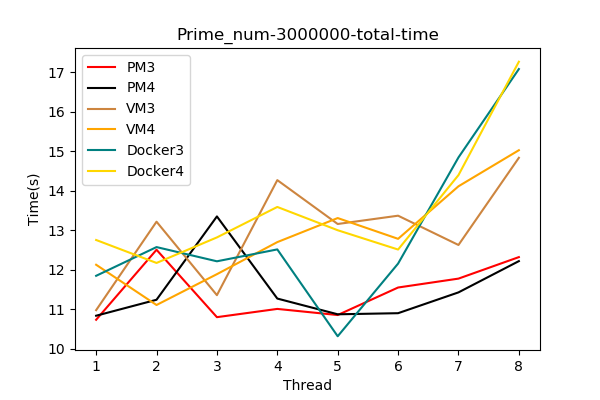 Prime_num-3000000-total-time
PM3
PM4
VM3
VM4
Docker3
Docker4
17
16
15
14
13
12
11
10
Time(s)
1 2 3 4 5 6 7 8
Thread